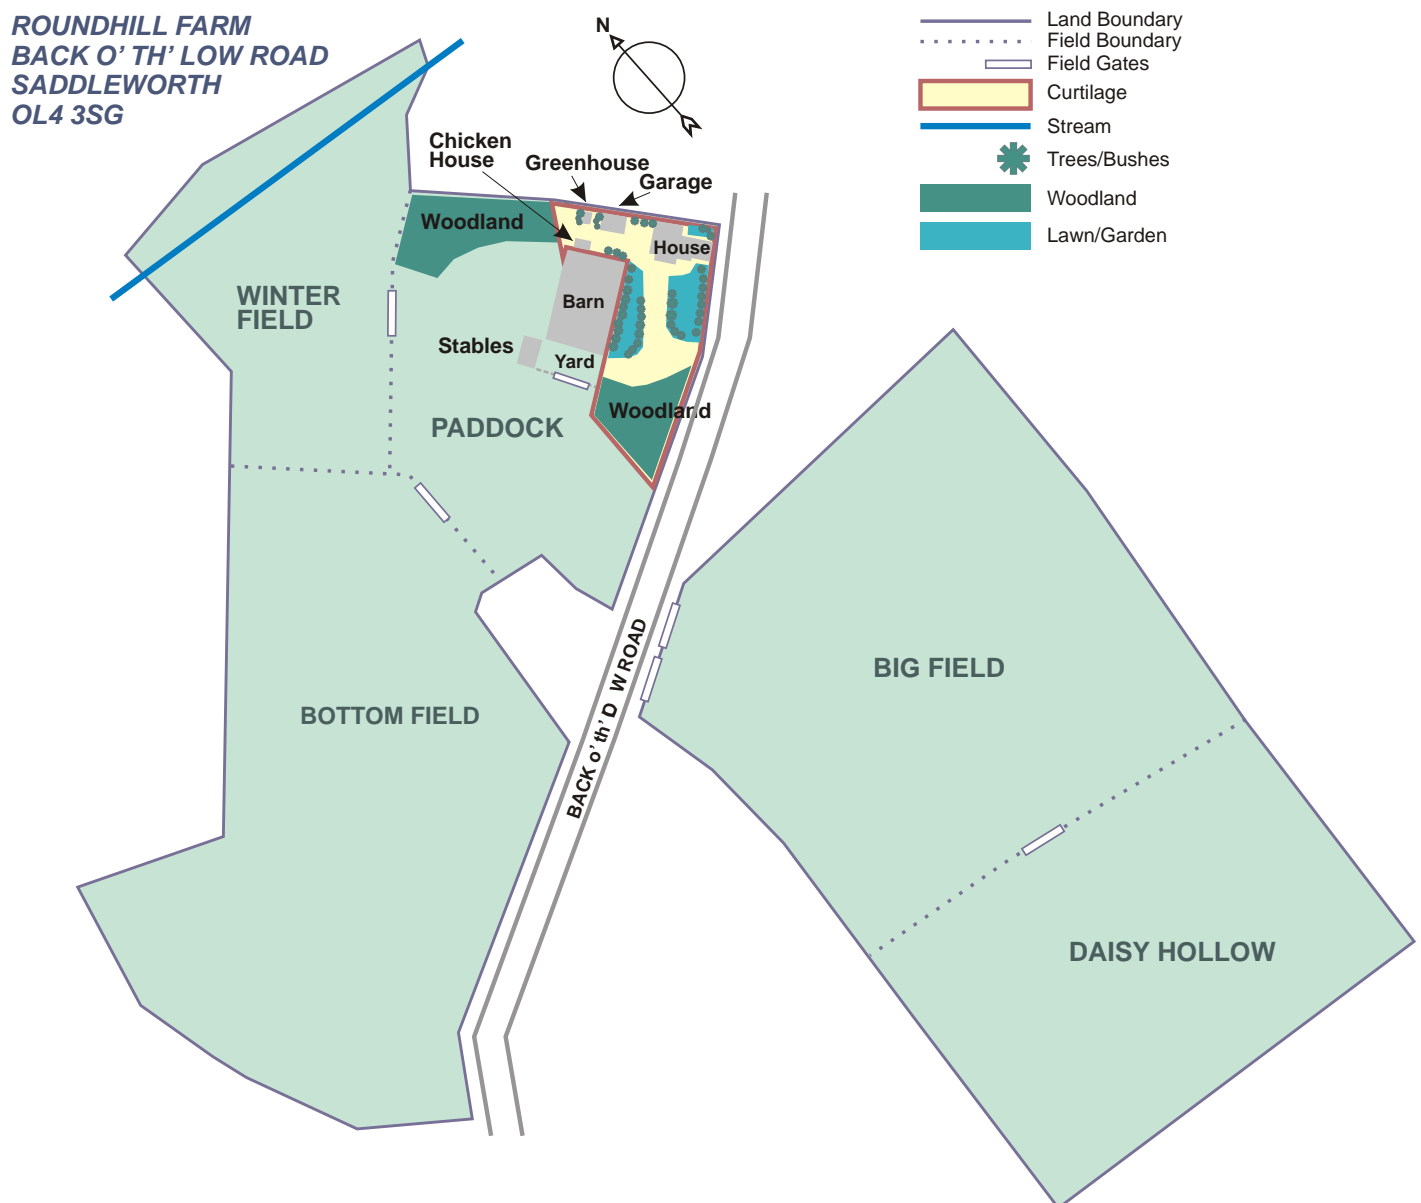 ROUNDHILL FARM
BACK O' TH' LOW ROAD
SADDLEWORTH
OL4 3SG
N
Land Boundary
Field Boundary
Field Gates
Curtilage
Stream
Trees/Bushes
Woodland
Lawn/Garden
Chicken
House
Greenhouse
Garage
Woodland
House
Barn
WINTER
FIELD
Stables
Yard
Woodland
PADDOCK
BIG FIELD
BOTTOM FIELD
BACK o' th' D W ROAD
DAISY HOLLOW